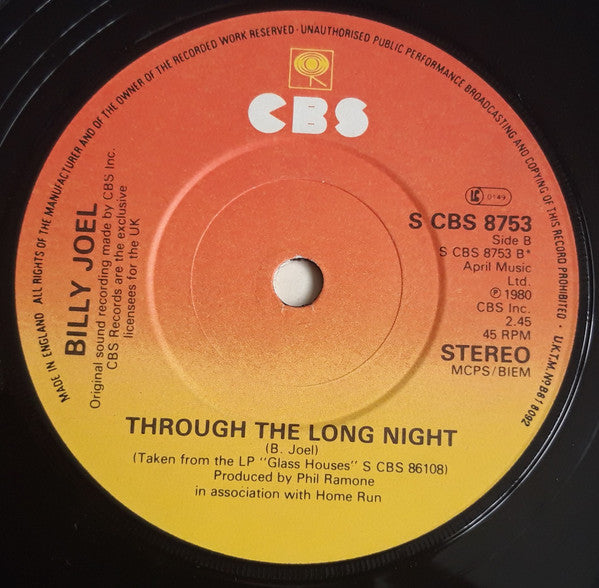 MADE IN ENGLAND ALL RIGHTS OF THE MANUFACTURER AND OF THE OWNER OF THE RECORDED WORK RESERVED · UNAUTHORISED PUBLIC PERFORMANCE BROADCASTING AND COPYING OF THIS RECORD PROHIBITED · U.K.T.M. No B818092
CBS
BILLY JOEL
Original sound recording made by CBS Inc.
CBS Records are the exclusive
licensees for the UK
LC 0149
S CBS 8753
Side B
S CBS 8753 B*
April Music
Ltd.
℗ 1980
CBS Inc.
2.45
45 RPM
STEREO
MCPS/BIEM
THROUGH THE LONG NIGHT
(B. Joel)
(Taken from the LP "Glass Houses" S CBS 86108)
Produced by Phil Ramone
in association with Home Run